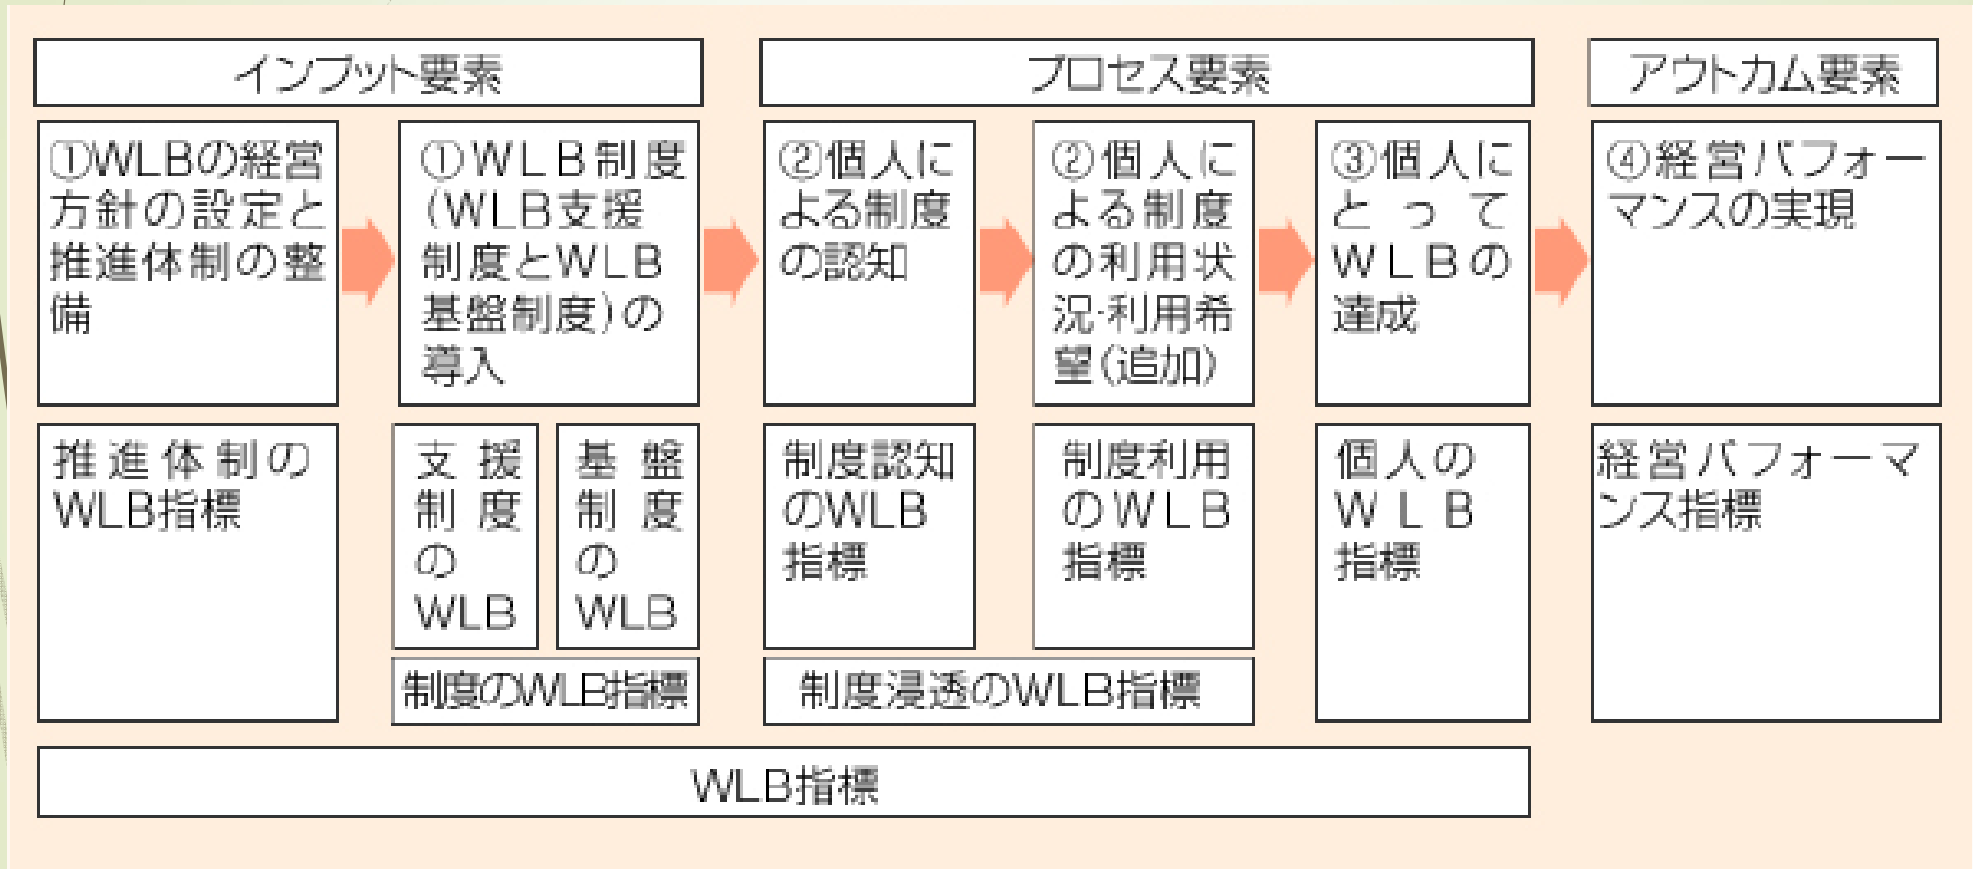 インプット要素
プロセス要素
アウトカム要素
①WLBの経営
方針の設定と
推進体制の整
備
①WLB制度
(WLB支援
制度とWLB
基盤制度)の
導入
②個人に
よる制度
の認知
②個人に
よる制度
の利用状
況・利用希
望(追加)
③個人に
とって
WLBの
達成
④経営パフォー
マンスの実現
推進体制の
WLB指標
支援
制度
の
WLB
基盤
制度
の
WLB
制度のWLB指標
制度認知
のWLB
指標
制度利用
のWLB
指標
制度浸透のWLB指標
個人の
WLB
指標
経営パフォーマ
ンス指標
WLB指標